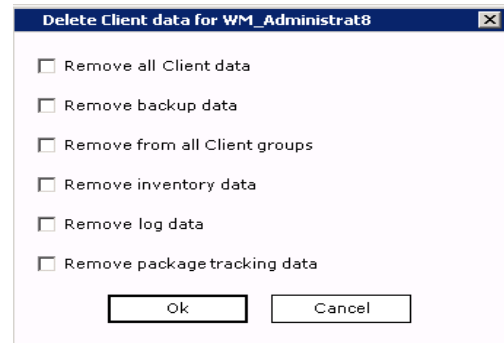 Delete Client data for WM_Administrat8
Remove all Client data
Remove backup data
Remove from all Client groups
Remove inventory data
Remove log data
Remove package tracking data
Ok Cancel